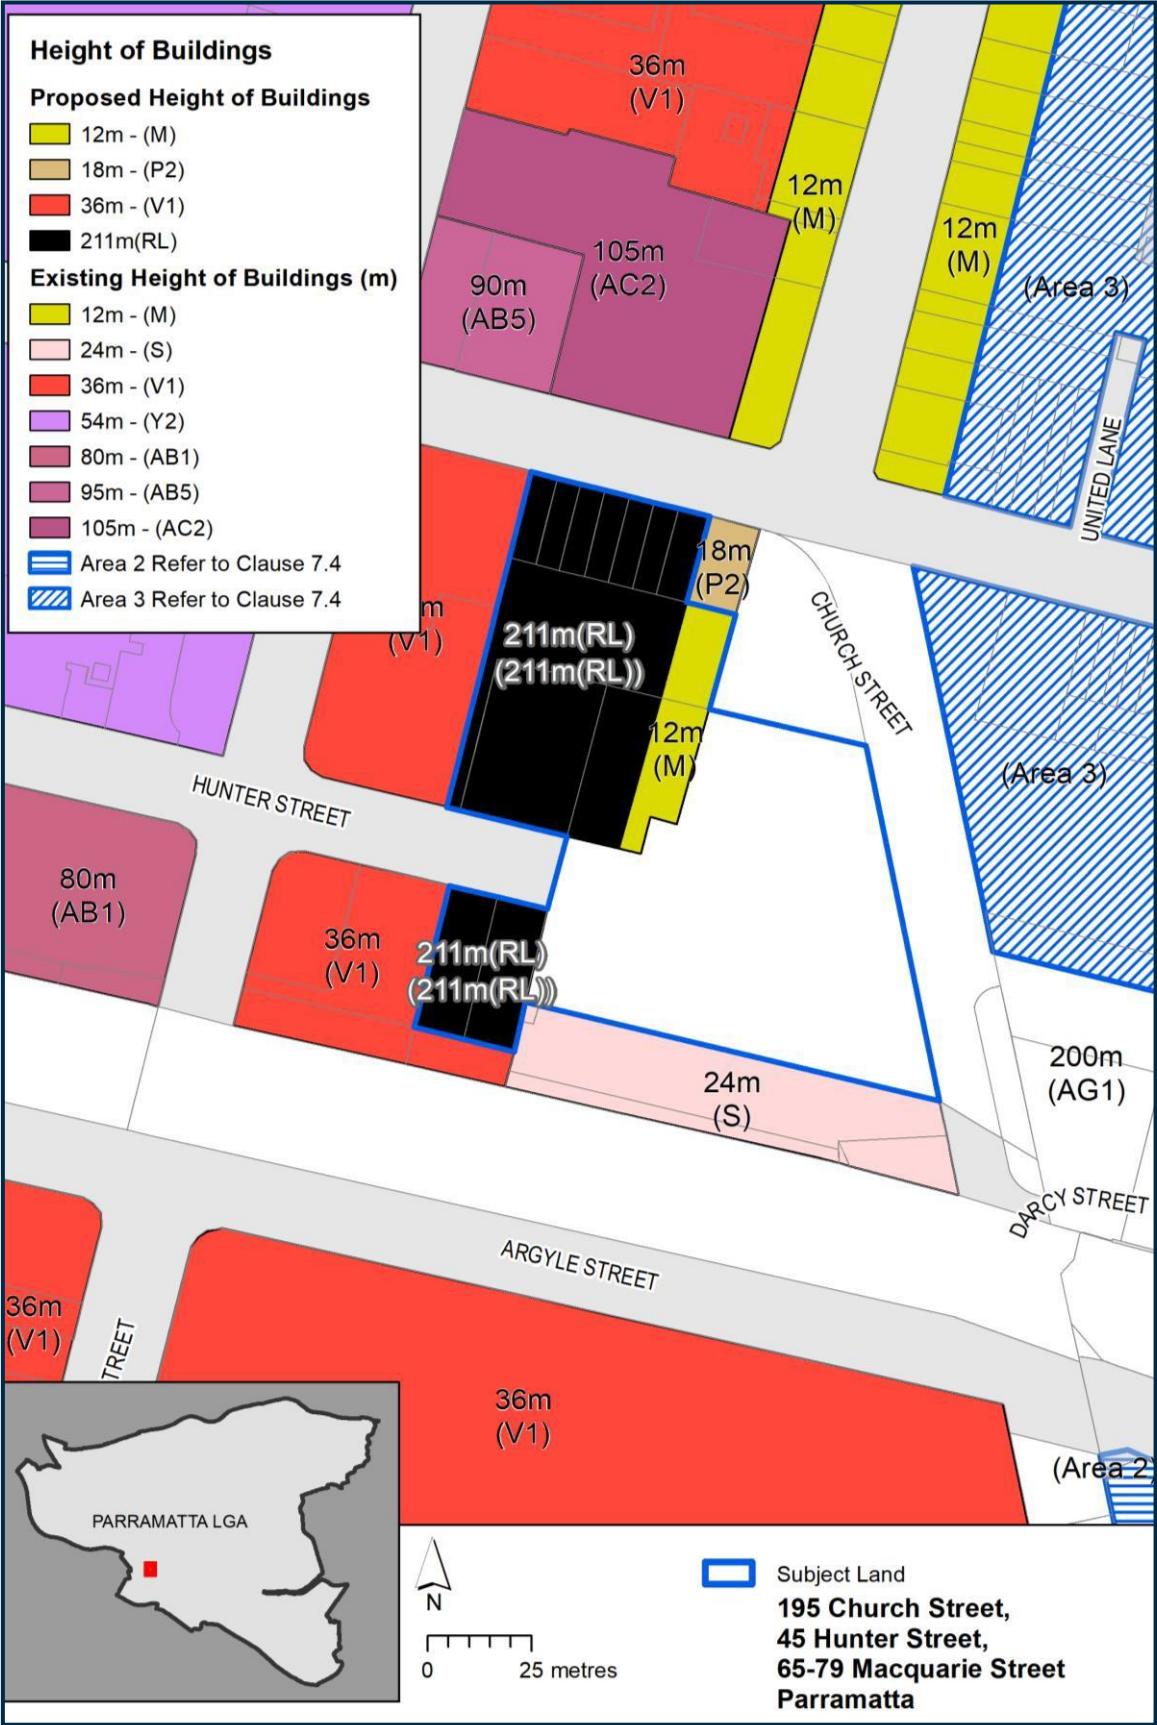 Height of Buildings
Proposed Height of Buildings
12m - (M)
18m - (P2)
36m - (V1)
211m(RL)
Existing Height of Buildings (m)
12m - (M)
24m - (S)
36m - (V1)
54m - (Y2)
80m - (AB1)
95m - (AB5)
105m - (AC2)
Area 2 Refer to Clause 7.4
Area 3 Refer to Clause 7.4
36m
(V1)
12m
(M)
12m
(M)
105m
(AC2)
90m
(AB5)
(Area 3)
UNITED LANE
18m
(P2)
m
(V1)
211m(RL)
(211m(RL))
CHURCH STREET
12m
(M)
(Area 3)
HUNTER STREET
80m
(AB1)
36m
(V1)
211m(RL)
(211m(RL))
24m
(S)
200m
(AG1)
DARCY STREET
ARGYLE STREET
36m
(V1)
TREET
36m
(V1)
(Area 2)
PARRAMATTA LGA
N
0 25 metres
Subject Land
195 Church Street,
45 Hunter Street,
65-79 Macquarie Street
Parramatta